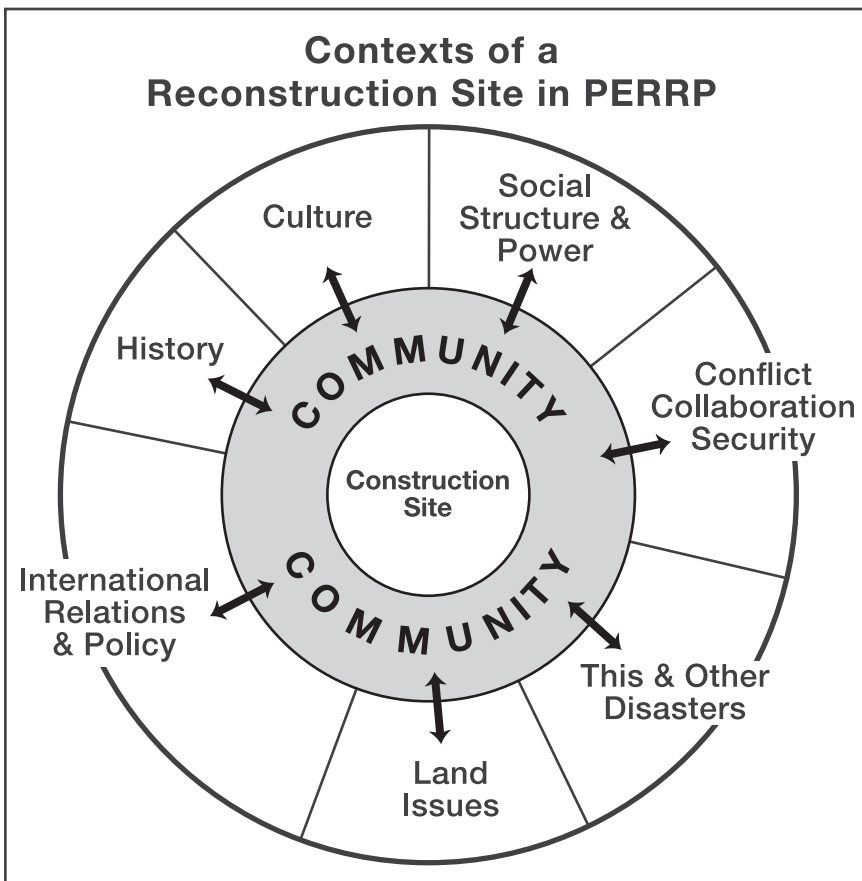 Contexts of a
Reconstruction Site in PERRP
Culture
Social
Structure &
Power
History
COMMUNITY
Conflict
Collaboration
Security
Construction
Site
International
Relations
& Policy
COMMUNITY
This & Other
Disasters
Land
Issues